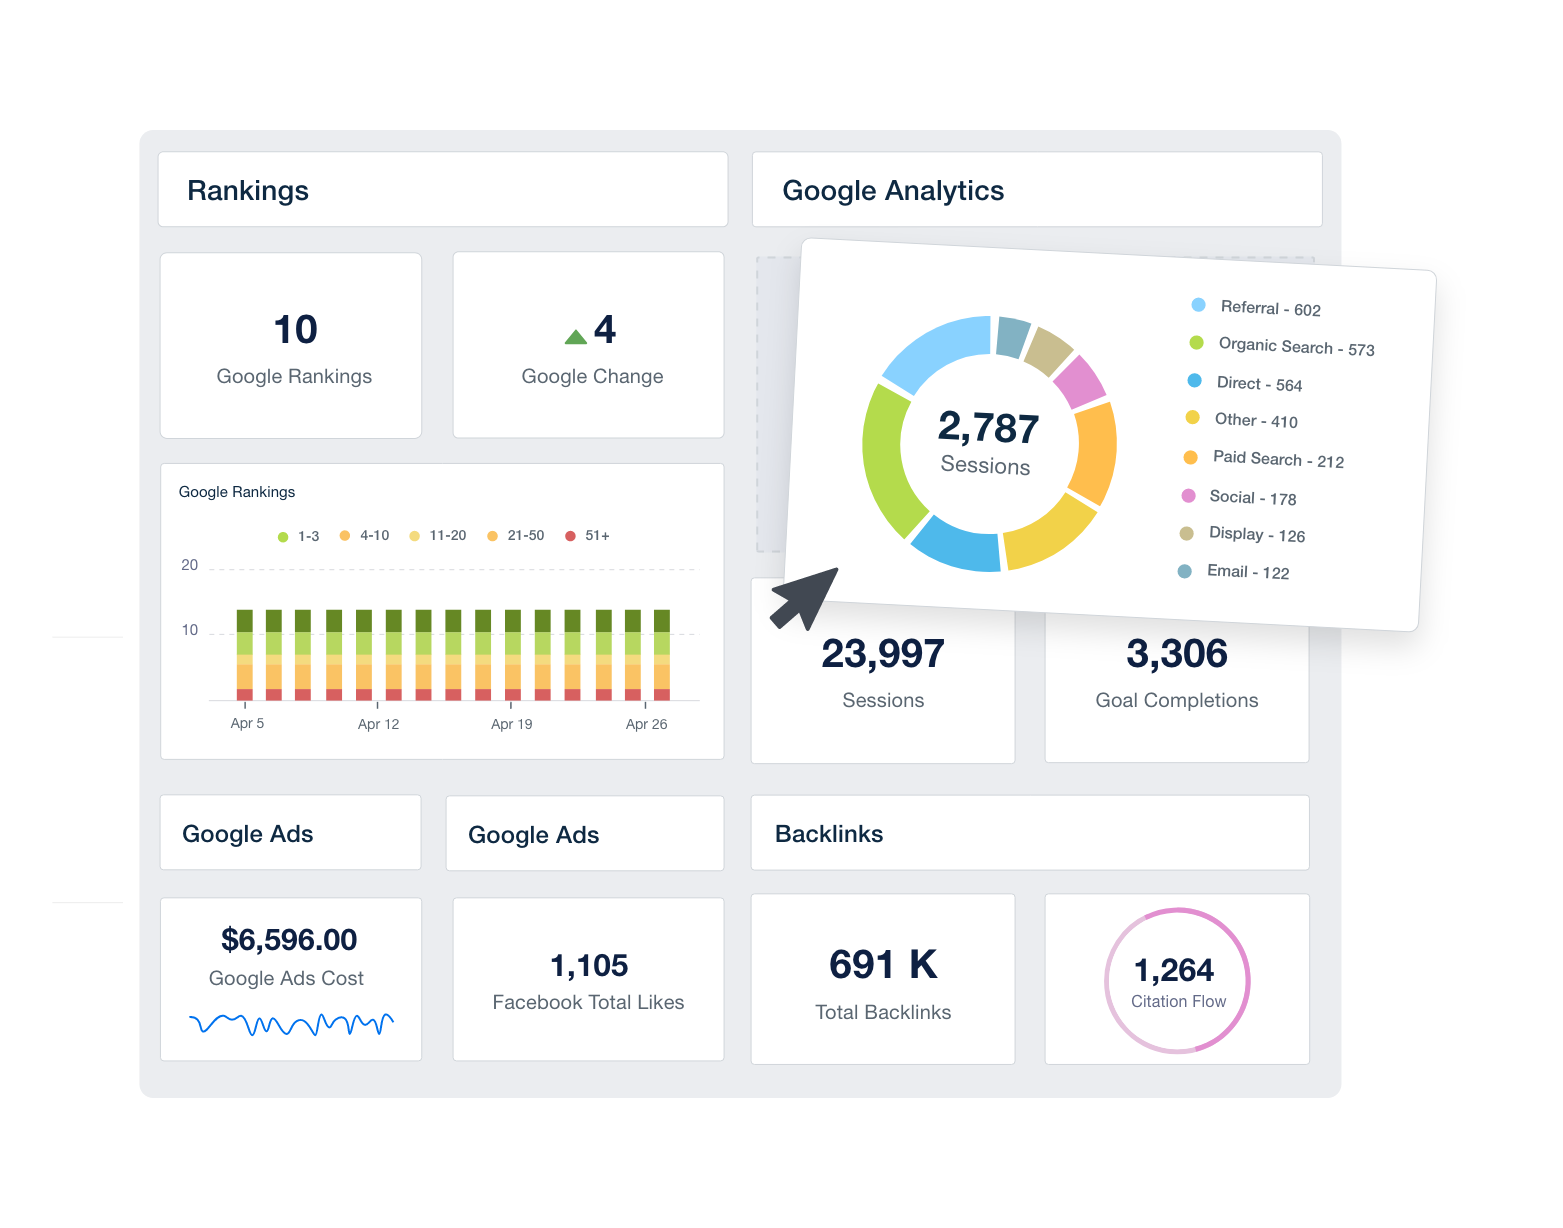 Rankings
Google Analytics
10
Google Rankings
4
Google Change
2,787
Sessions
Referral - 602
Organic Search - 573
Direct - 564
Other - 410
Paid Search - 212
Social - 178
Display - 126
Email - 122
Google Rankings
1-3 4-10 11-20 21-50 51+
20
10
Apr 5 Apr 12 Apr 19 Apr 26
23,997
Sessions
3,306
Goal Completions
Google Ads
Google Ads
Backlinks
$6,596.00
Google Ads Cost
1,105
Facebook Total Likes
691 K
Total Backlinks
1,264
Citation Flow